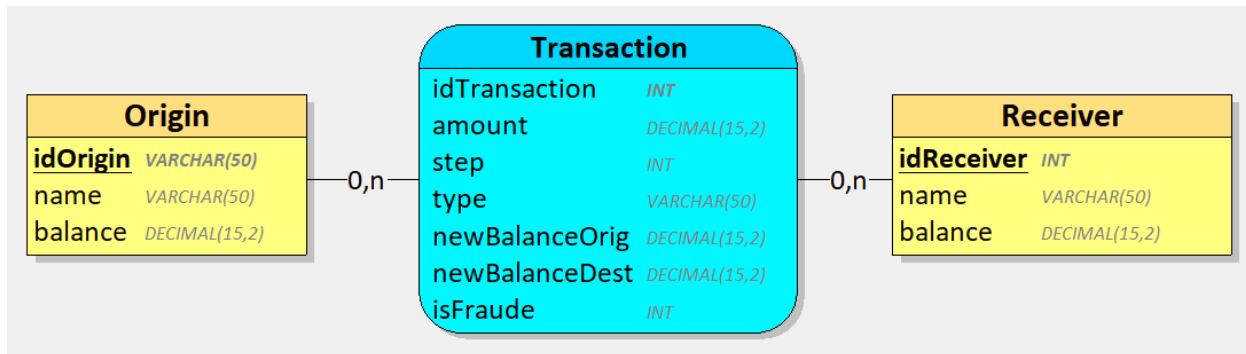 Origin
idOrigin VARCHAR(50)
name VARCHAR(50)
balance DECIMAL(15,2)
0,n
Transaction
idTransaction INT
amount DECIMAL(15,2)
step INT
type VARCHAR(50)
newBalanceOrig DECIMAL(15,2)
newBalanceDest DECIMAL(15,2)
isFraude INT
0,n
Receiver
idReceiver INT
name VARCHAR(50)
balance DECIMAL(15,2)